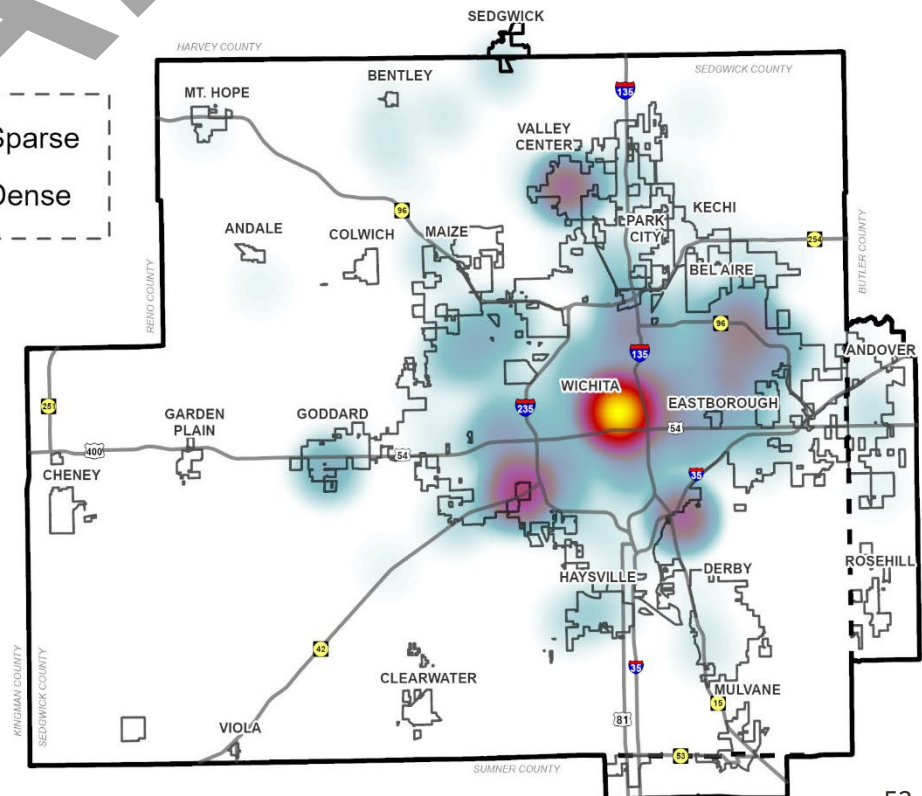 SEDGWICK
HARVEY COUNTY
SEDGWICK COUNTY
BENTLEY
MT. HOPE
135
Sparse
Dense
VALLEY
CENTER
96
ANDALE
COLWICH
MAIZE
PARK
CITY
KECHI
254
BEL AIRE
RENO COUNTY
BUTLER COUNTY
96
135
ANDOVER
WICHITA
251
GARDEN
PLAIN
GODDARD
235
EASTBOROUGH
54
400
54
CHENEY
35
HAYSVILLE
DERBY
ROSEHILL
42
35
KINGMAN COUNTY
SEDGWICK COUNTY
CLEARWATER
MULVANE
15
81
VIOLA
53
SUMNER COUNTY